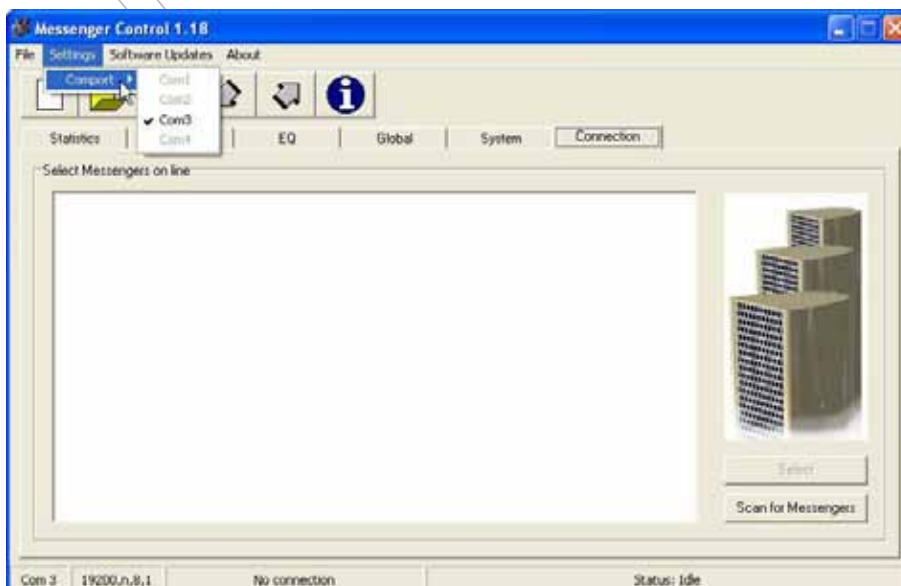 Messenger Control 1.18
File Settings Software Updates About
Comport
Com1
Com2
Com3
Com4
Statistics EQ Global System Connection
Select Messengers on line
Select
Scan for Messengers
Com 3 19200,n,8,1 No connection Status: Idle